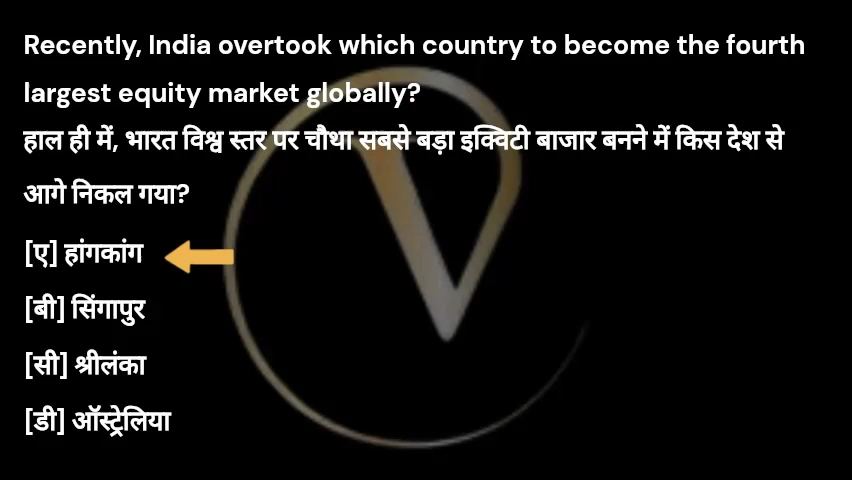 Recently, India overtook which country to become the fourth
largest equity market globally?
हाल ही में, भारत विश्व स्तर पर चौथा सबसे बड़ा इक्विटी बाजार बनने में किस देश से
आगे निकल गया?
[ए] हांगकांग
[बी] सिंगापुर
[सी] श्रीलंका
[डी] ऑस्ट्रेलिया